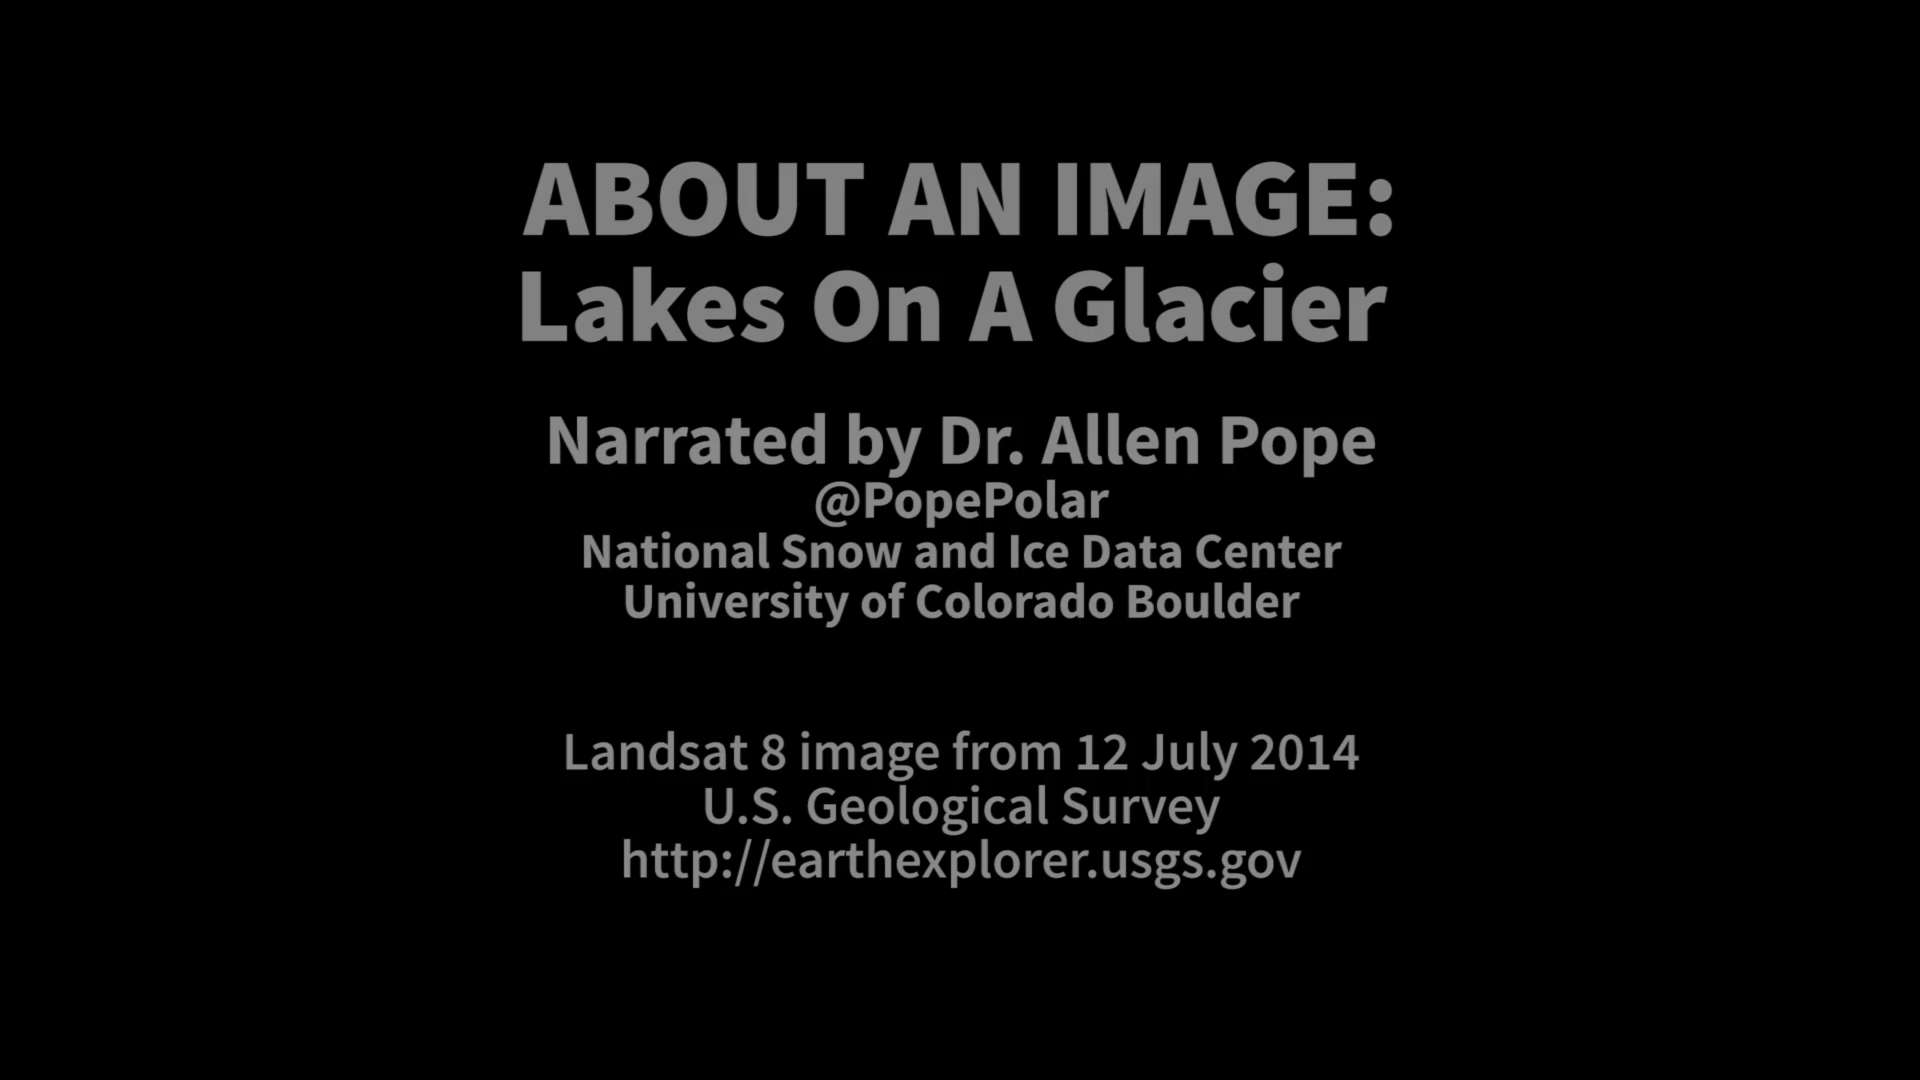 ABOUT AN IMAGE:
Lakes On A Glacier
Narrated by Dr. Allen Pope
@PopePolar
National Snow and Ice Data Center
University of Colorado Boulder
Landsat 8 image from 12 July 2014
U.S. Geological Survey
http://earthexplorer.usgs.gov